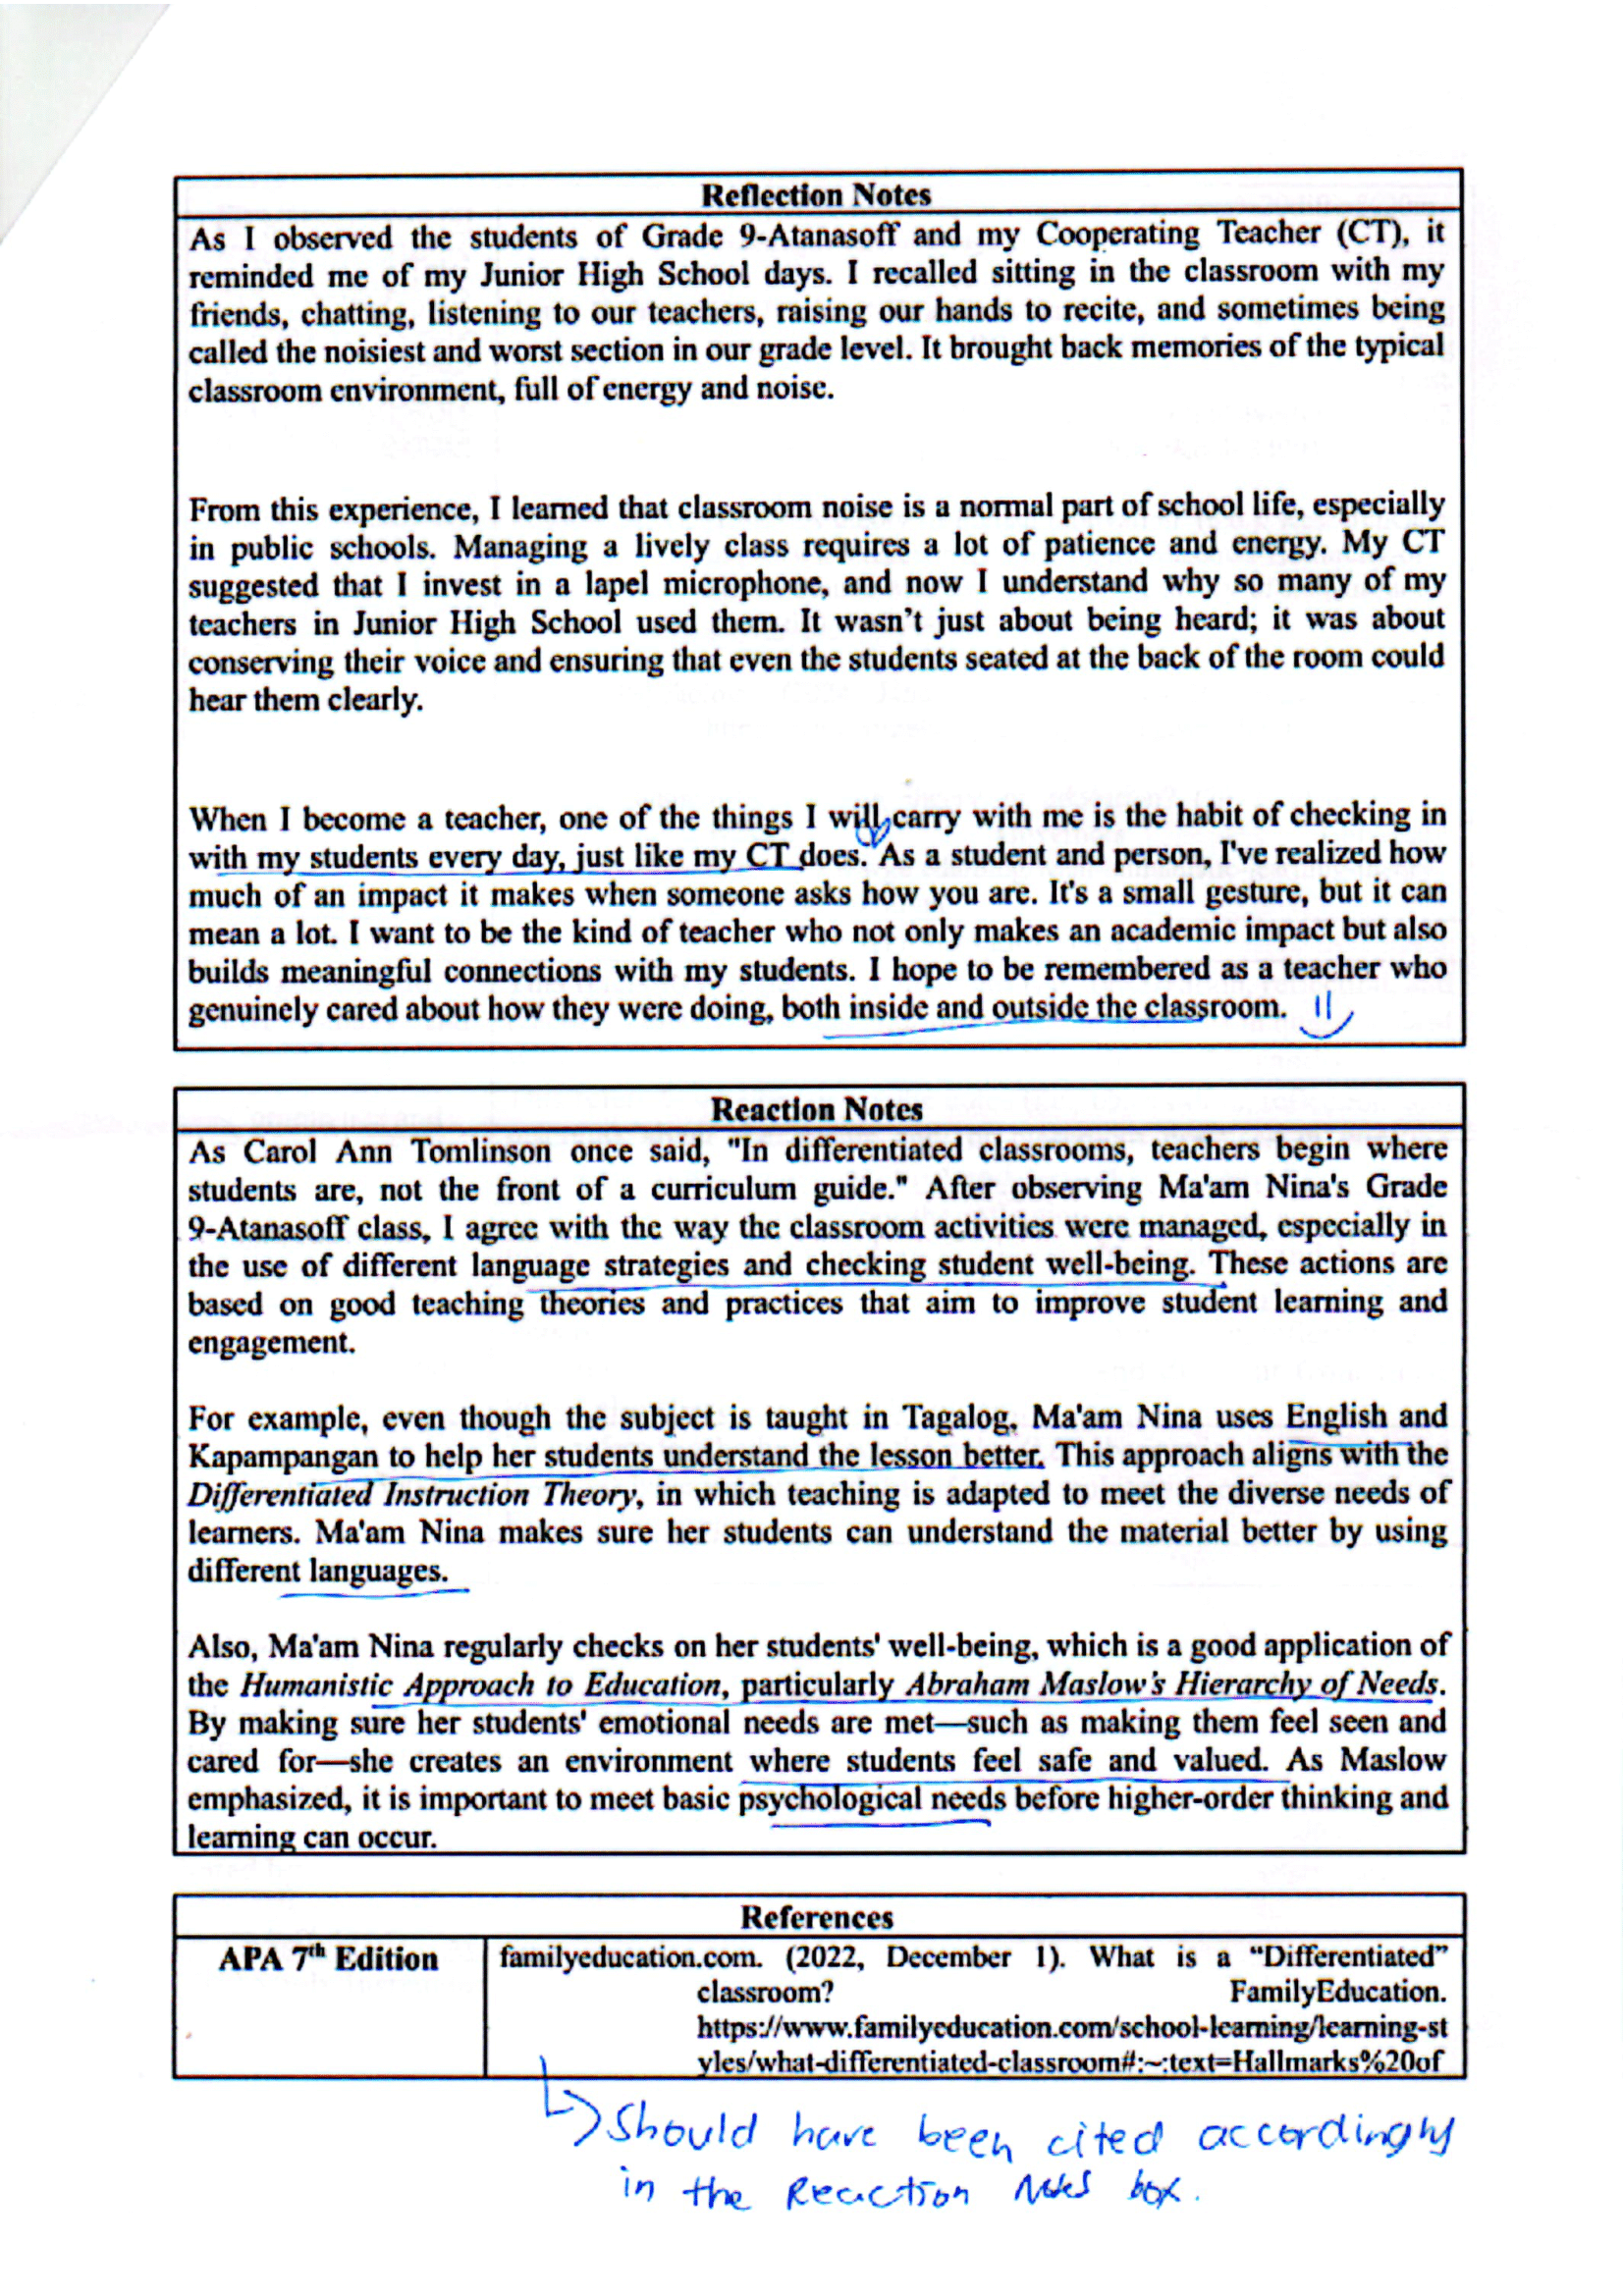 Reflection Notes
As I observed the students of Grade 9-Atanasoff and my Cooperating Teacher (CT), it
reminded me of my Junior High School days. I recalled sitting in the classroom with my
friends, chatting, listening to our teachers, raising our hands to recite, and sometimes being
called the noisiest and worst section in our grade level. It brought back memories of the typical
classroom environment, full of energy and noise.
From this experience, I learned that classroom noise is a normal part of school life, especially
in public schools. Managing a lively class requires a lot of patience and energy. My CT
suggested that I invest in a lapel microphone, and now I understand why so many of my
teachers in Junior High School used them. It wasn't just about being heard; it was about
conserving their voice and ensuring that even the students seated at the back of the room could
hear them clearly.
When I become a teacher, one of the things I will carry with me is the habit of checking in
with my students every day, just like my CT does. As a student and person, I've realized how
much of an impact it makes when someone asks how you are. It's a small gesture, but it can
mean a lot. I want to be the kind of teacher who not only makes an academic impact but also
builds meaningful connections with my students. I hope to be remembered as a teacher who
genuinely cared about how they were doing, both inside and outside the classroom.
Reaction Notes
As Carol Ann Tomlinson once said, "In differentiated classrooms, teachers begin where
students are, not the front of a curriculum guide." After observing Ma'am Nina's Grade
9-Atanasoff class, I agree with the way the classroom activities were managed, especially in
the use of different language strategies and checking student well-being. These actions are
based on good teaching theories and practices that aim to improve student learning and
engagement.
For example, even though the subject is taught in Tagalog, Ma'am Nina uses English and
Kapampangan to help her students understand the lesson better. This approach aligns with the
Differentiated Instruction Theory, in which teaching is adapted to meet the diverse needs of
learners. Ma'am Nina makes sure her students can understand the material better by using
different languages.
Also, Ma'am Nina regularly checks on her students' well-being, which is a good application of
the Humanistic Approach to Education, particularly Abraham Maslow's Hierarchy of Needs.
By making sure her students' emotional needs are met—such as making them feel seen and
cared for—she creates an environment where students feel safe and valued. As Maslow
emphasized, it is important to meet basic psychological needs before higher-order thinking and
learning can occur.
References
APA 7th Edition
familyeducation.com. (2022, December 1). What is a “Differentiated”
classroom? FamilyEducation.
https://www.familyeducation.com/school-learning/learning-st
yles/what-differentiated-classroom#:~:text=Hallmarks%20of
Should have been cited accordingly
in the Reaction Notes box.